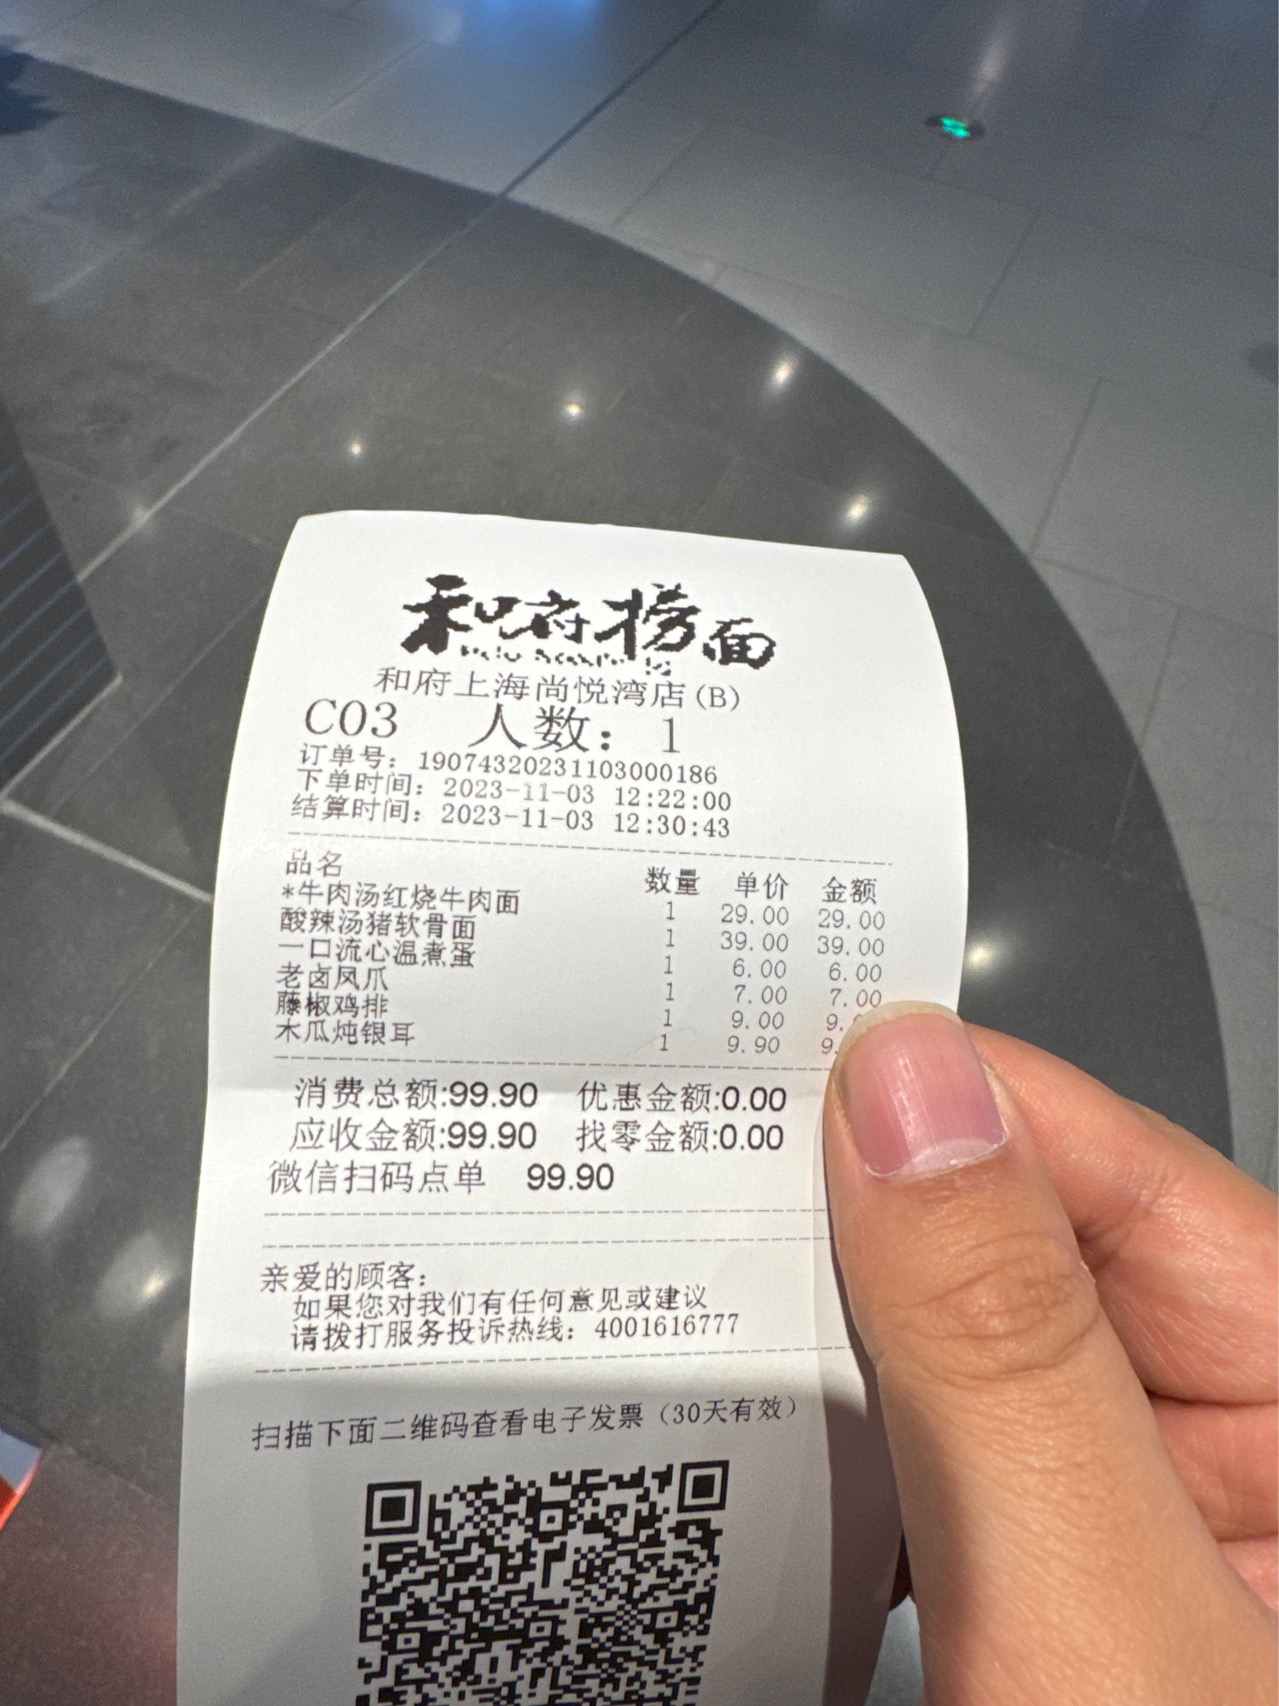 和府捞面
和府上海尚悦湾店(B)
C03 人数：1
订单号：19074320231103000186
下单时间：2023-11-03 12:22:00
结算时间：2023-11-03 12:30:43
品名 数量 单价 金额
*牛肉汤红烧牛肉面 1 29.00 29.00
酸辣汤猪软骨面 1 39.00 39.00
一口流心温煮蛋 1 6.00 6.00
老卤凤爪 1 7.00 7.00
藤椒鸡排 1 9.00 9.
木瓜炖银耳 1 9.90 9.
消费总额:99.90 优惠金额:0.00
应收金额:99.90 找零金额:0.00
微信扫码点单 99.90
亲爱的顾客：
如果您对我们有任何意见或建议
请拨打服务投诉热线：4001616777
扫描下面二维码查看电子发票（30天有效）